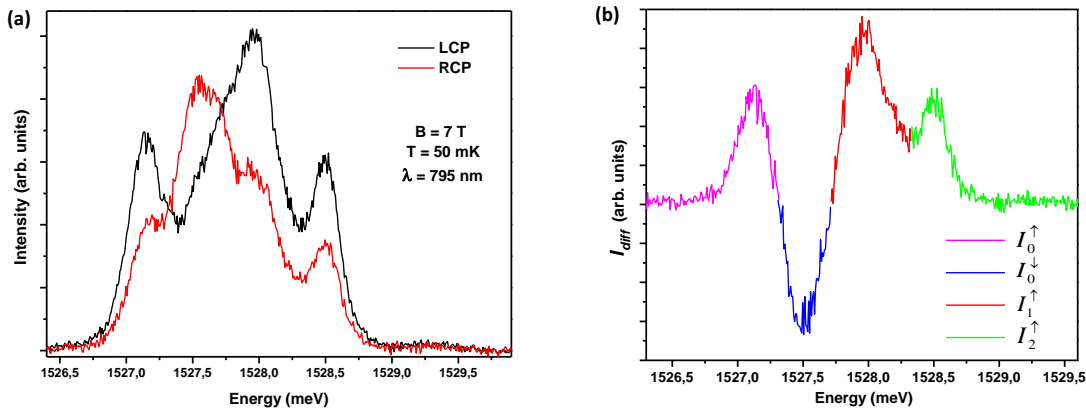 (a)
Intensity (arb. units)
LCP
RCP
B = 7 T
T = 50 mK
λ = 795 nm
1526,5 1527,0 1527,5 1528,0 1528,5 1529,0 1529,5
Energy (meV)
(b)
I_diff (arb. units)
I_0^↑
I_0^↓
I_1^↑
I_2^↑
1526,5 1527,0 1527,5 1528,0 1528,5 1529,0 1529,5
Energy (meV)